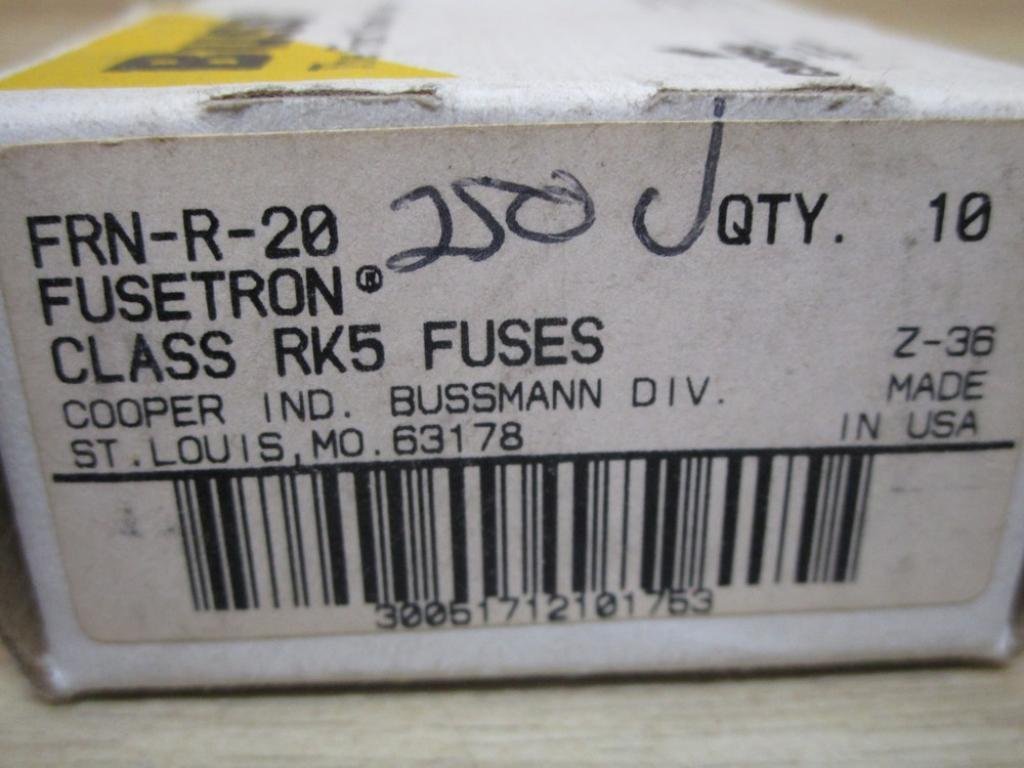 BUSS
FRN-R-20 250 J QTY. 10
FUSETRON®
CLASS RK5 FUSES Z-36
COOPER IND. BUSSMANN DIV. MADE
ST.LOUIS,MO.63178 IN USA
30051712101753